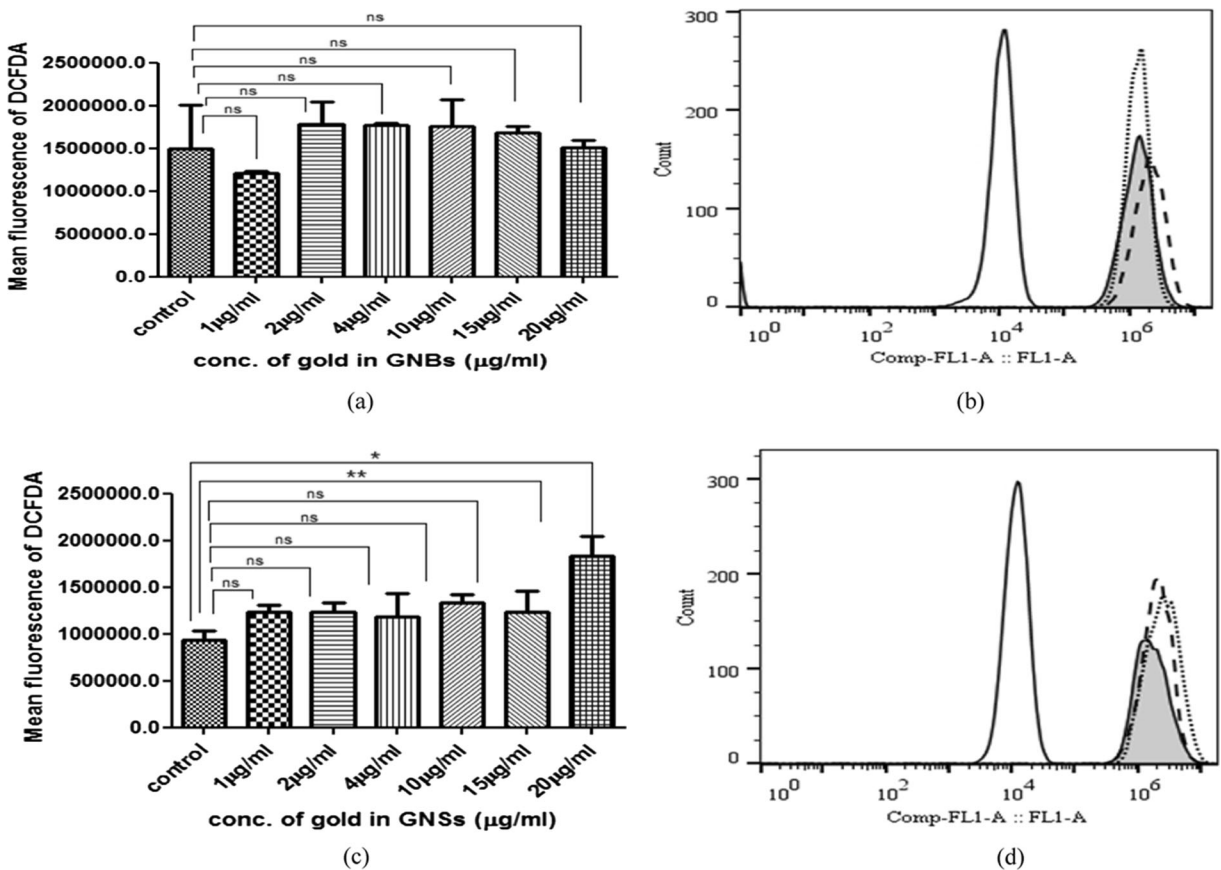 ns
ns
ns
ns
ns
ns
Mean fluorescence of DCFDA
2500000.0
2000000.0
1500000.0
1000000.0
500000.0
0.0
control
1μg/ml
2μg/ml
4μg/ml
10μg/ml
15μg/ml
20μg/ml
conc. of gold in GNBs (μg/ml)
(a)
Count
300
200
100
0
10^0
10^2
10^4
10^6
Comp-FL1-A :: FL1-A
(b)
*
**
ns
ns
ns
ns
ns
Mean fluorescence of DCFDA
2500000.0
2000000.0
1500000.0
1000000.0
500000.0
0.0
control
1μg/ml
2μg/ml
4μg/ml
10μg/ml
15μg/ml
20μg/ml
conc. of gold in GNSs (μg/ml)
(c)
Count
300
200
100
0
10^0
10^2
10^4
10^6
Comp-FL1-A :: FL1-A
(d)